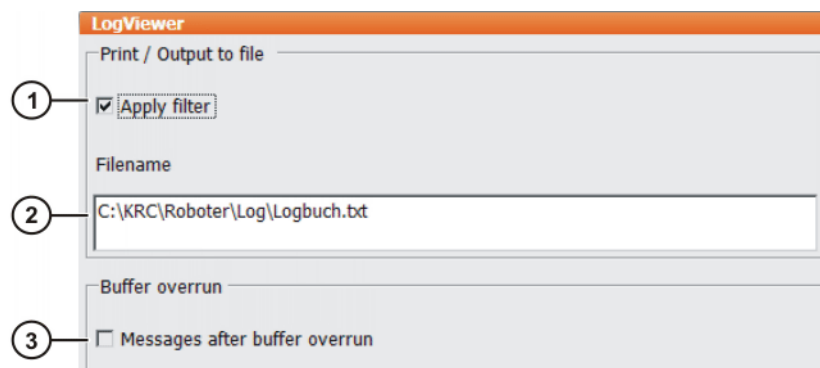 LogViewer
Print / Output to file
1
Apply filter
Filename
2
C:\KRC\Roboter\Log\Logbuch.txt
Buffer overrun
3
Messages after buffer overrun